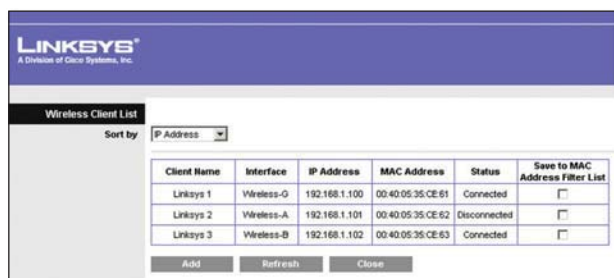 LINKSYS®
A Division of Cisco Systems, Inc.
Wireless Client List
Sort by IP Address
Client Name Interface IP Address MAC Address Status Save to MAC Address Filter List
Linksys 1 Wireless-G 192.168.1.100 00:40:05:35:CE:61 Connected
Linksys 2 Wireless-A 192.168.1.101 00:40:05:35:CE:62 Disconnected
Linksys 3 Wireless-B 192.168.1.102 00:40:05:35:CE:63 Connected
Add Refresh Close